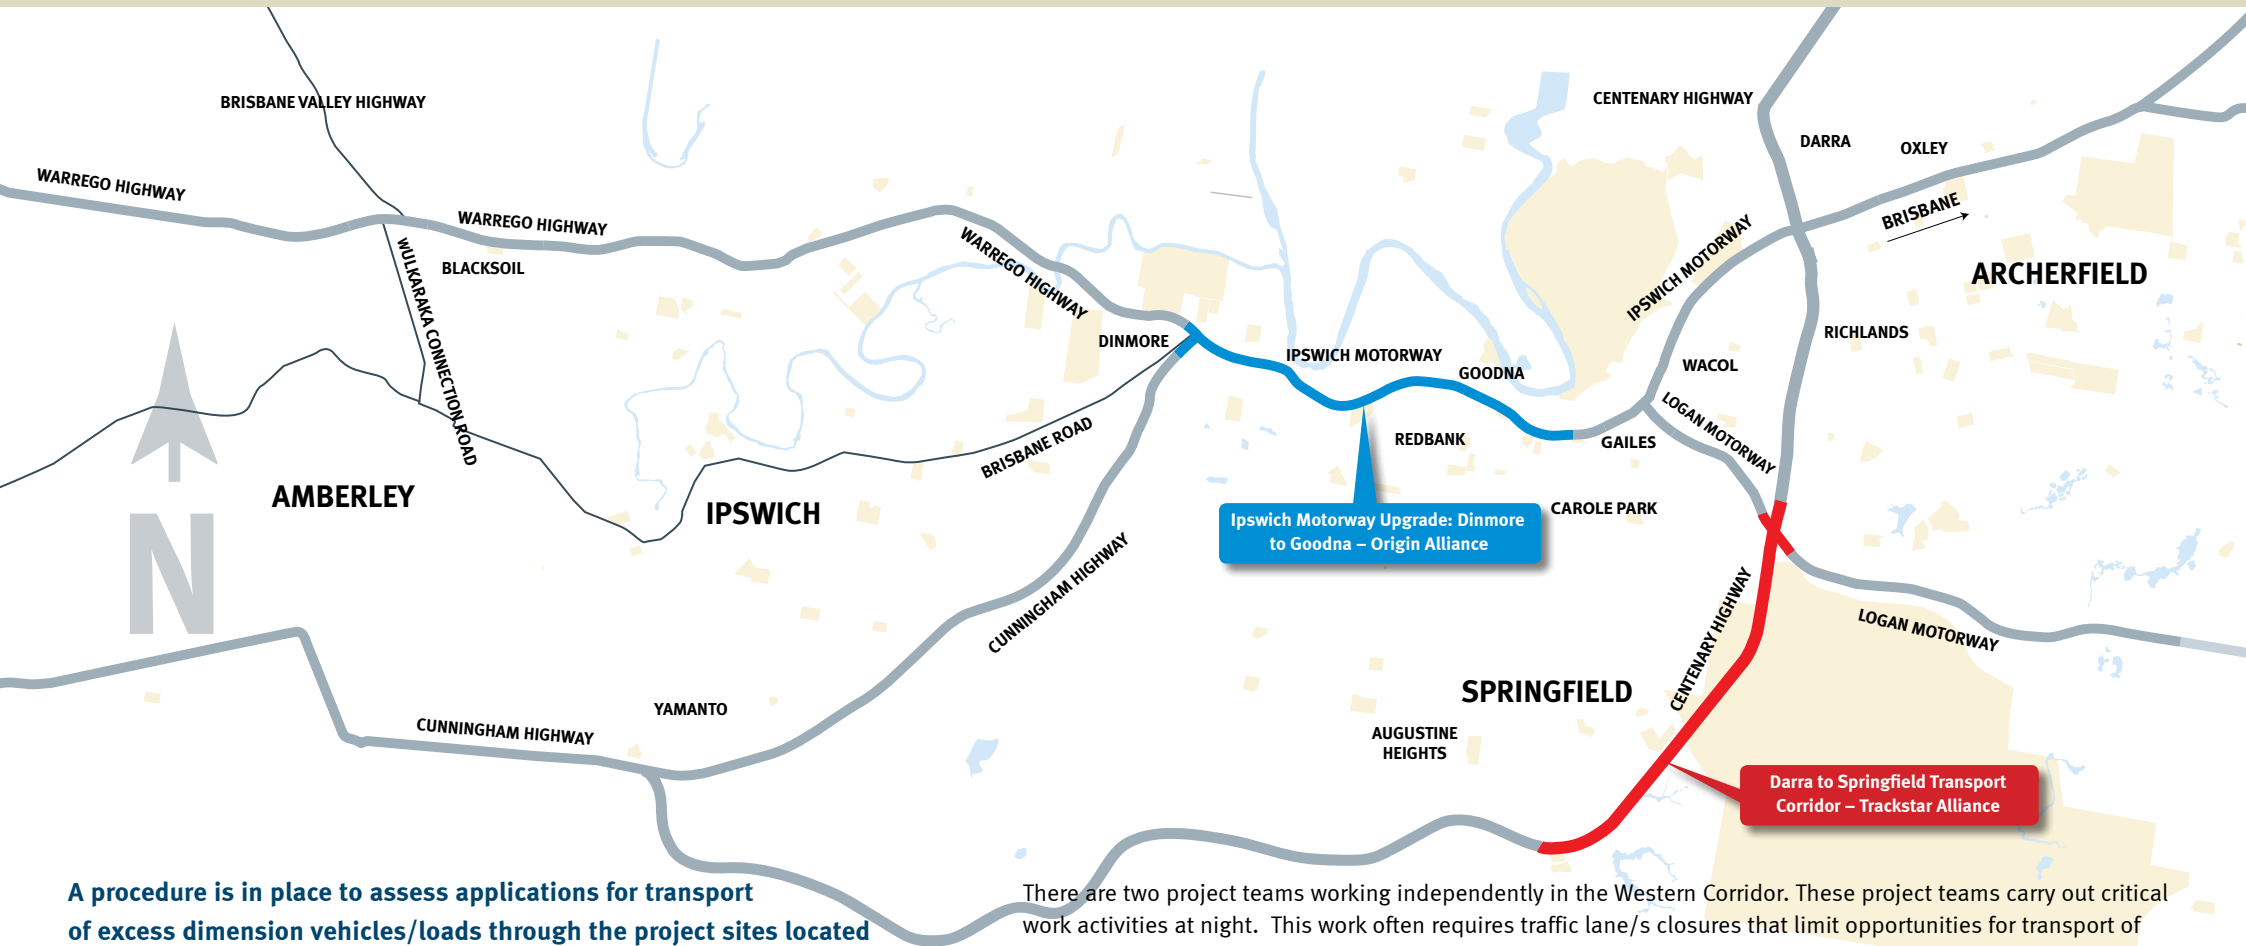 BRISBANE VALLEY HIGHWAY
CENTENARY HIGHWAY
DARRA
OXLEY
WARREGO HIGHWAY
WARREGO HIGHWAY
BRISBANE
WARREGO HIGHWAY
IPSWICH MOTORWAY
WULKARAKA CONNECTION ROAD
BLACKSOIL
ARCHERFIELD
DINMORE
RICHLANDS
IPSWICH MOTORWAY
GOODNA
WACOL
LOGAN MOTORWAY
REDBANK
GAILES
BRISBANE ROAD
AMBERLEY
IPSWICH
N
CAROLE PARK
Ipswich Motorway Upgrade: Dinmore
to Goodna – Origin Alliance
CUNNINGHAM HIGHWAY
CENTENARY HIGHWAY
LOGAN MOTORWAY
SPRINGFIELD
YAMANTO
CUNNINGHAM HIGHWAY
AUGUSTINE
HEIGHTS
Darra to Springfield Transport
Corridor – Trackstar Alliance
A procedure is in place to assess applications for transport
of excess dimension vehicles/loads through the project sites located
There are two project teams working independently in the Western Corridor. These project teams carry out critical
work activities at night.  This work often requires traffic lane/s closures that limit opportunities for transport of